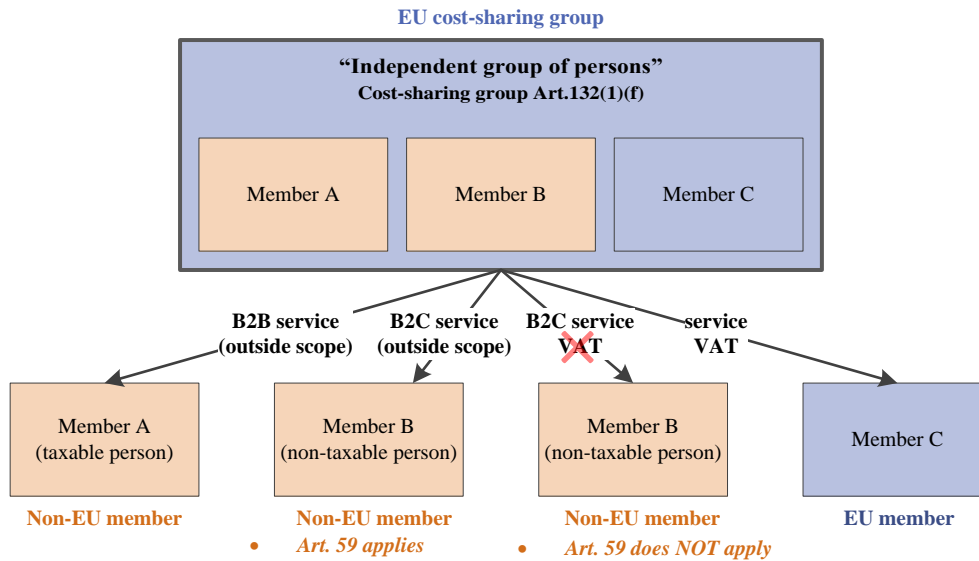 EU cost-sharing group
“Independent group of persons”
Cost-sharing group Art.132(1)(f)
Member A
Member B
Member C
B2B service
(outside scope)
B2C service
(outside scope)
B2C service
VAT
service
VAT
Member A
(taxable person)
Member B
(non-taxable person)
Member B
(non-taxable person)
Member C
Non-EU member
Non-EU member
• Art. 59 applies
Non-EU member
• Art. 59 does NOT apply
EU member